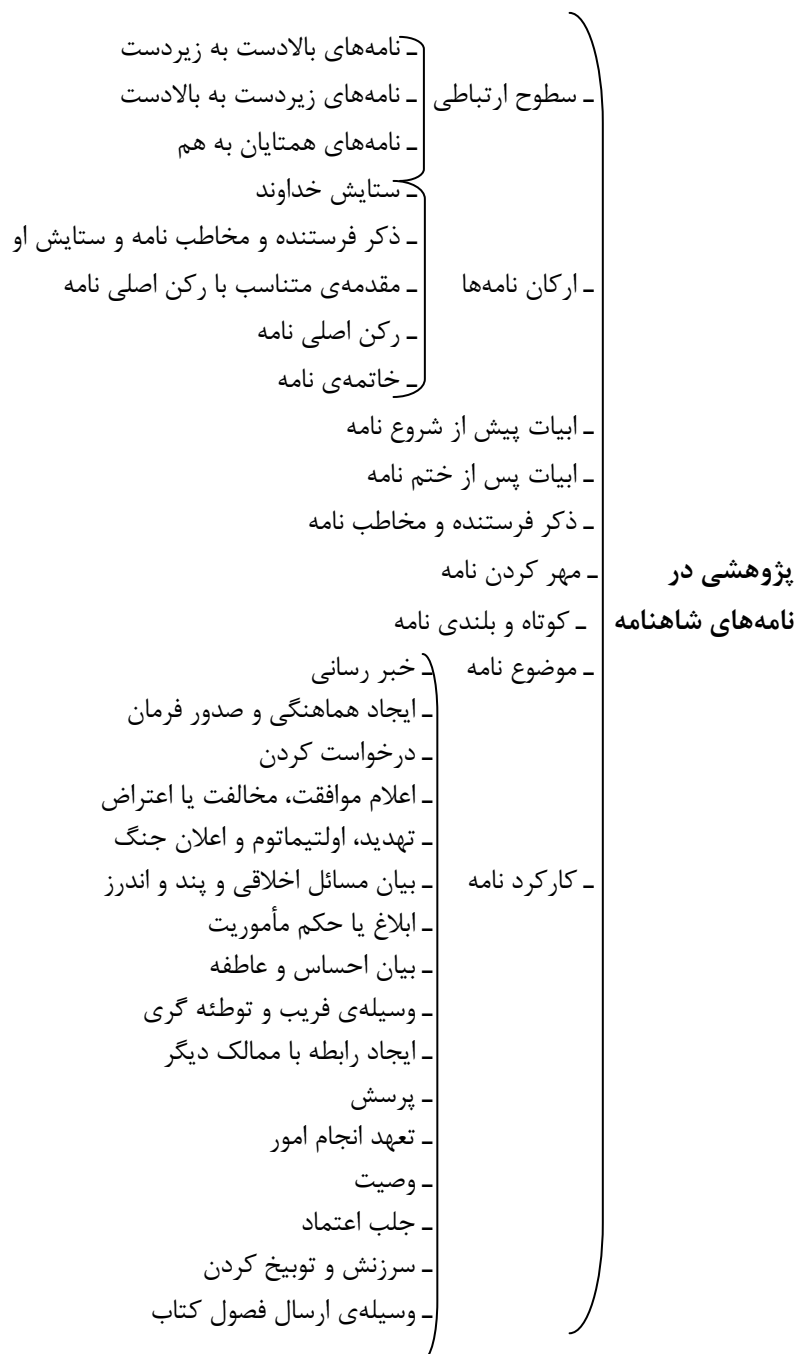 ـ نامه‌های بالادست به زیردست
ـ سطوح ارتباطی ـ نامه‌های زیردست به بالادست
ـ نامه‌های همتایان به هم
ـ ستایش خداوند
ـ ذکر فرستنده و مخاطب نامه و ستایش او
ـ ارکان نامه‌ها ـ مقدمه‌ی متناسب با رکن اصلی نامه
ـ رکن اصلی نامه
ـ خاتمه‌ی نامه
ـ ابیات پیش از شروع نامه
ـ ابیات پس از ختم نامه
ـ ذکر فرستنده و مخاطب نامه
پژوهشی در ـ مهر کردن نامه
نامه‌های شاهنامه ـ کوتاه و بلندی نامه
ـ موضوع نامه ـ خبر رسانی
ـ ایجاد هماهنگی و صدور فرمان
ـ درخواست کردن
ـ اعلام موافقت، مخالفت یا اعتراض
ـ تهدید، اولتیماتوم و اعلان جنگ
ـ کارکرد نامه ـ بیان مسائل اخلاقی و پند و اندرز
ـ ابلاغ یا حکم مأموریت
ـ بیان احساس و عاطفه
ـ وسیله‌ی فریب و توطئه گری
ـ ایجاد رابطه با ممالک دیگر
ـ پرسش
ـ تعهد انجام امور
ـ وصیت
ـ جلب اعتماد
ـ سرزنش و توبیخ کردن
ـ وسیله‌ی ارسال فصول کتاب